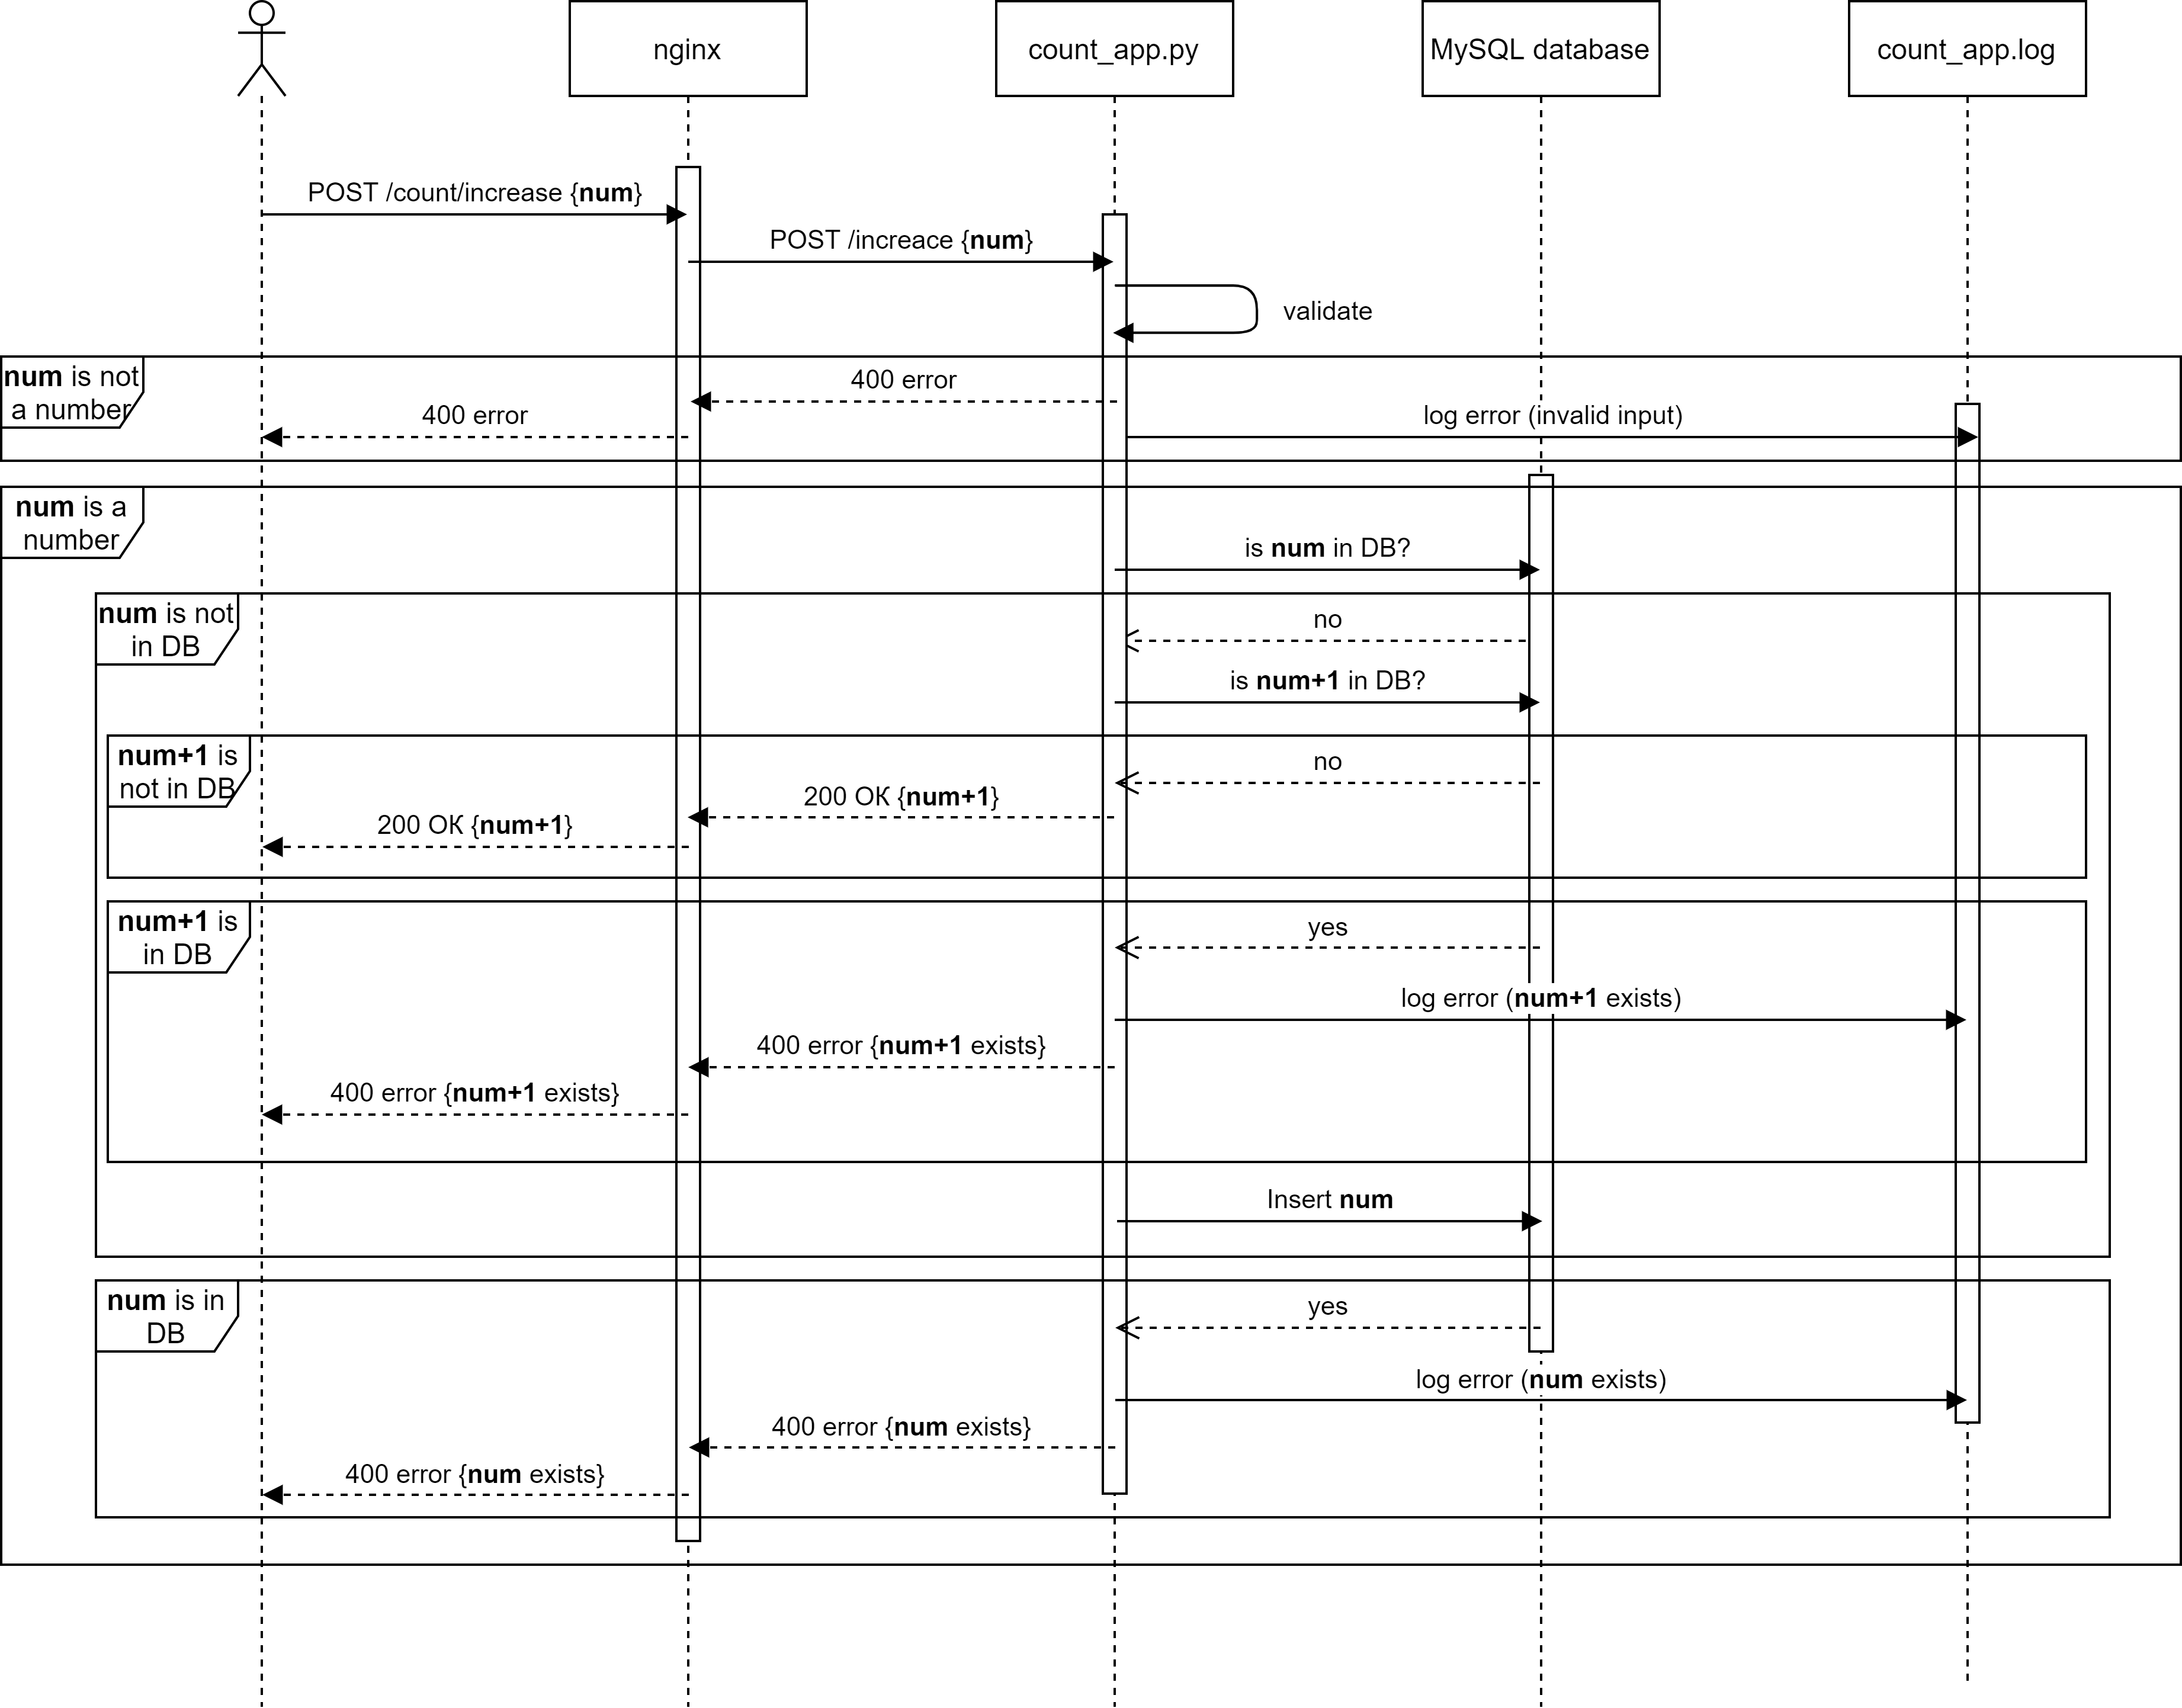 nginx
count_app.py
MySQL database
count_app.log
POST /count/increase {num}
POST /increace {num}
validate
num is not
a number
400 error
400 error
log error (invalid input)
num is a
number
is num in DB?
num is not
in DB
no
is num+1 in DB?
num+1 is
not in DB
no
200 OK {num+1}
200 OK {num+1}
num+1 is
in DB
yes
log error (num+1 exists)
400 error {num+1 exists}
400 error {num+1 exists}
Insert num
num is in
DB
yes
log error (num exists)
400 error {num exists}
400 error {num exists}